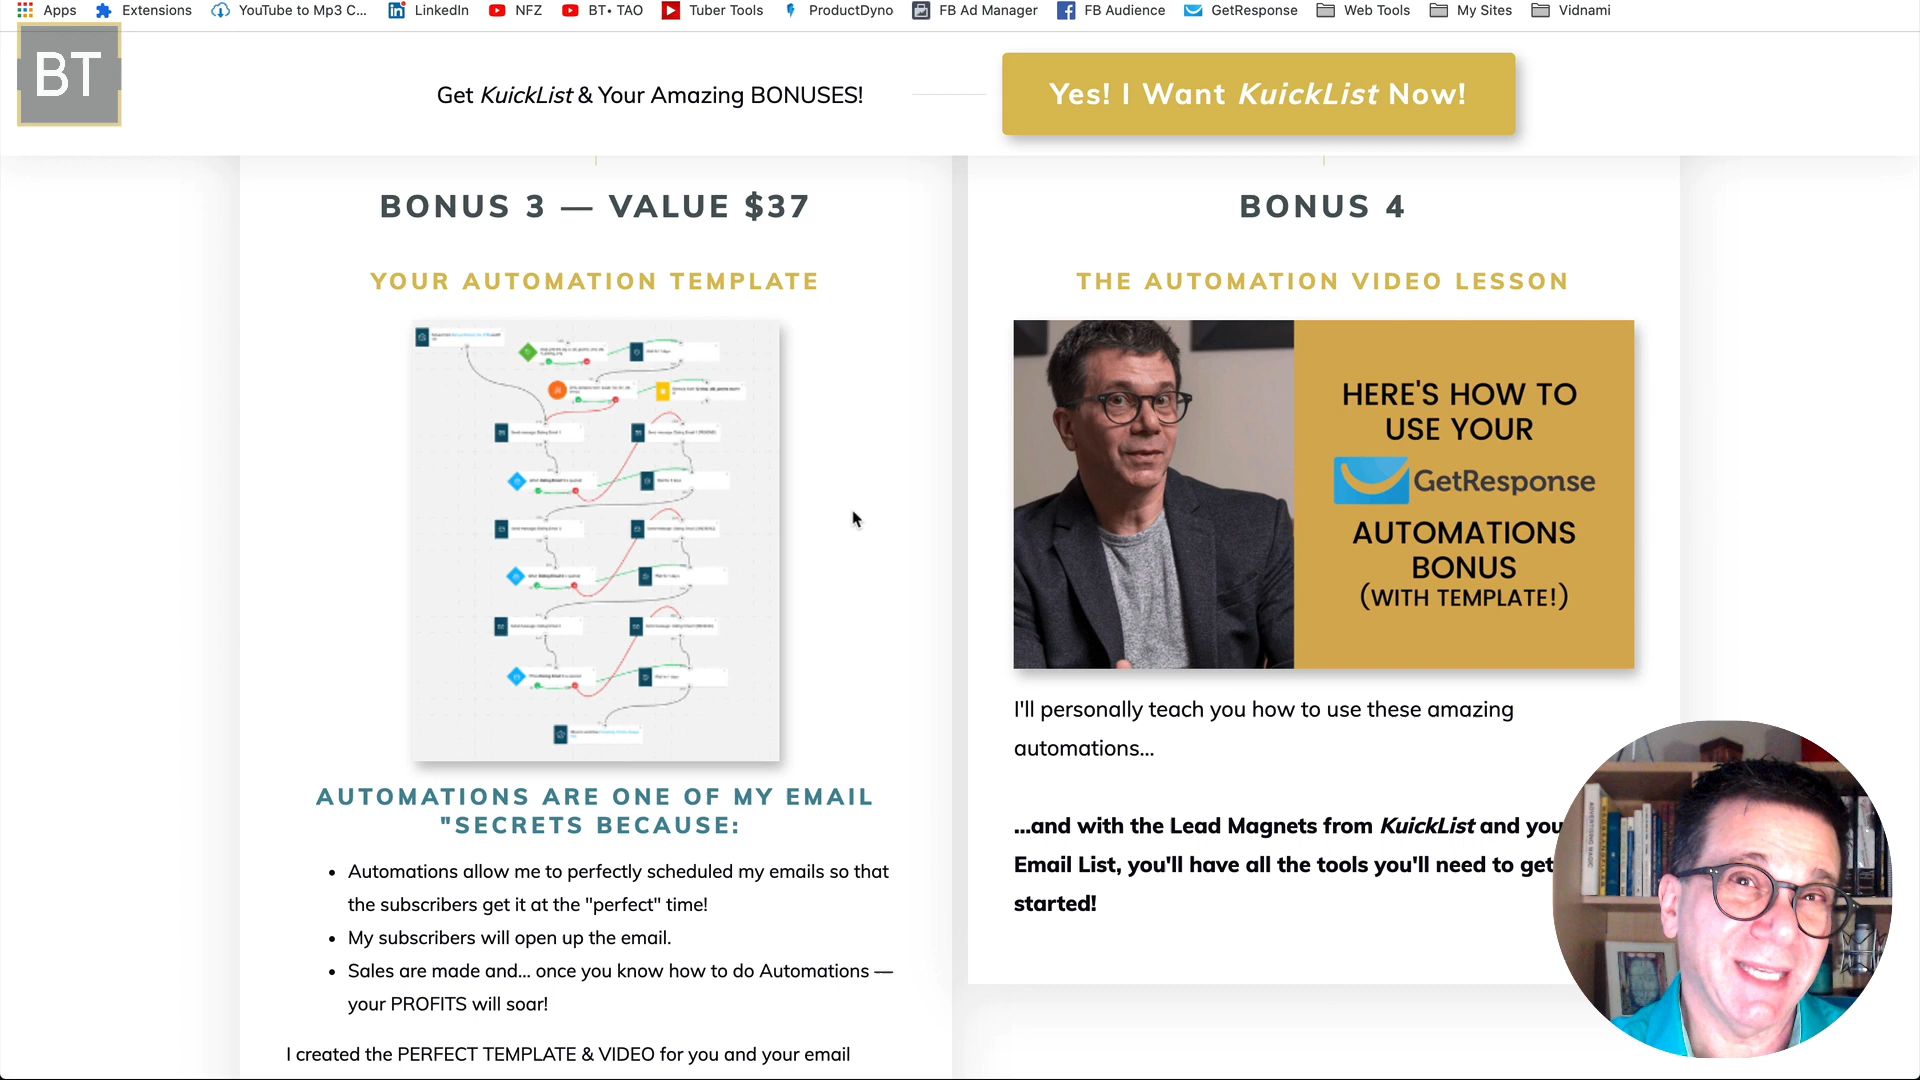 Apps Extensions YouTube to Mp3 C... LinkedIn NFZ BT• TAO Tuber Tools ProductDyno FB Ad Manager FB Audience GetResponse Web Tools My Sites Vidnami
BT
Get KuickList & Your Amazing BONUSES!
Yes! I Want KuickList Now!
BONUS 3 — VALUE $37
YOUR AUTOMATION TEMPLATE
AUTOMATIONS ARE ONE OF MY EMAIL
"SECRETS BECAUSE:
• Automations allow me to perfectly scheduled my emails so that
the subscribers get it at the "perfect" time!
• My subscribers will open up the email.
• Sales are made and... once you know how to do Automations —
your PROFITS will soar!
I created the PERFECT TEMPLATE & VIDEO for you and your email
BONUS 4
THE AUTOMATION VIDEO LESSON
HERE'S HOW TO
USE YOUR
GetResponse
AUTOMATIONS
BONUS
(WITH TEMPLATE!)
I'll personally teach you how to use these amazing
automations...
...and with the Lead Magnets from KuickList and you
Email List, you'll have all the tools you'll need to get
started!